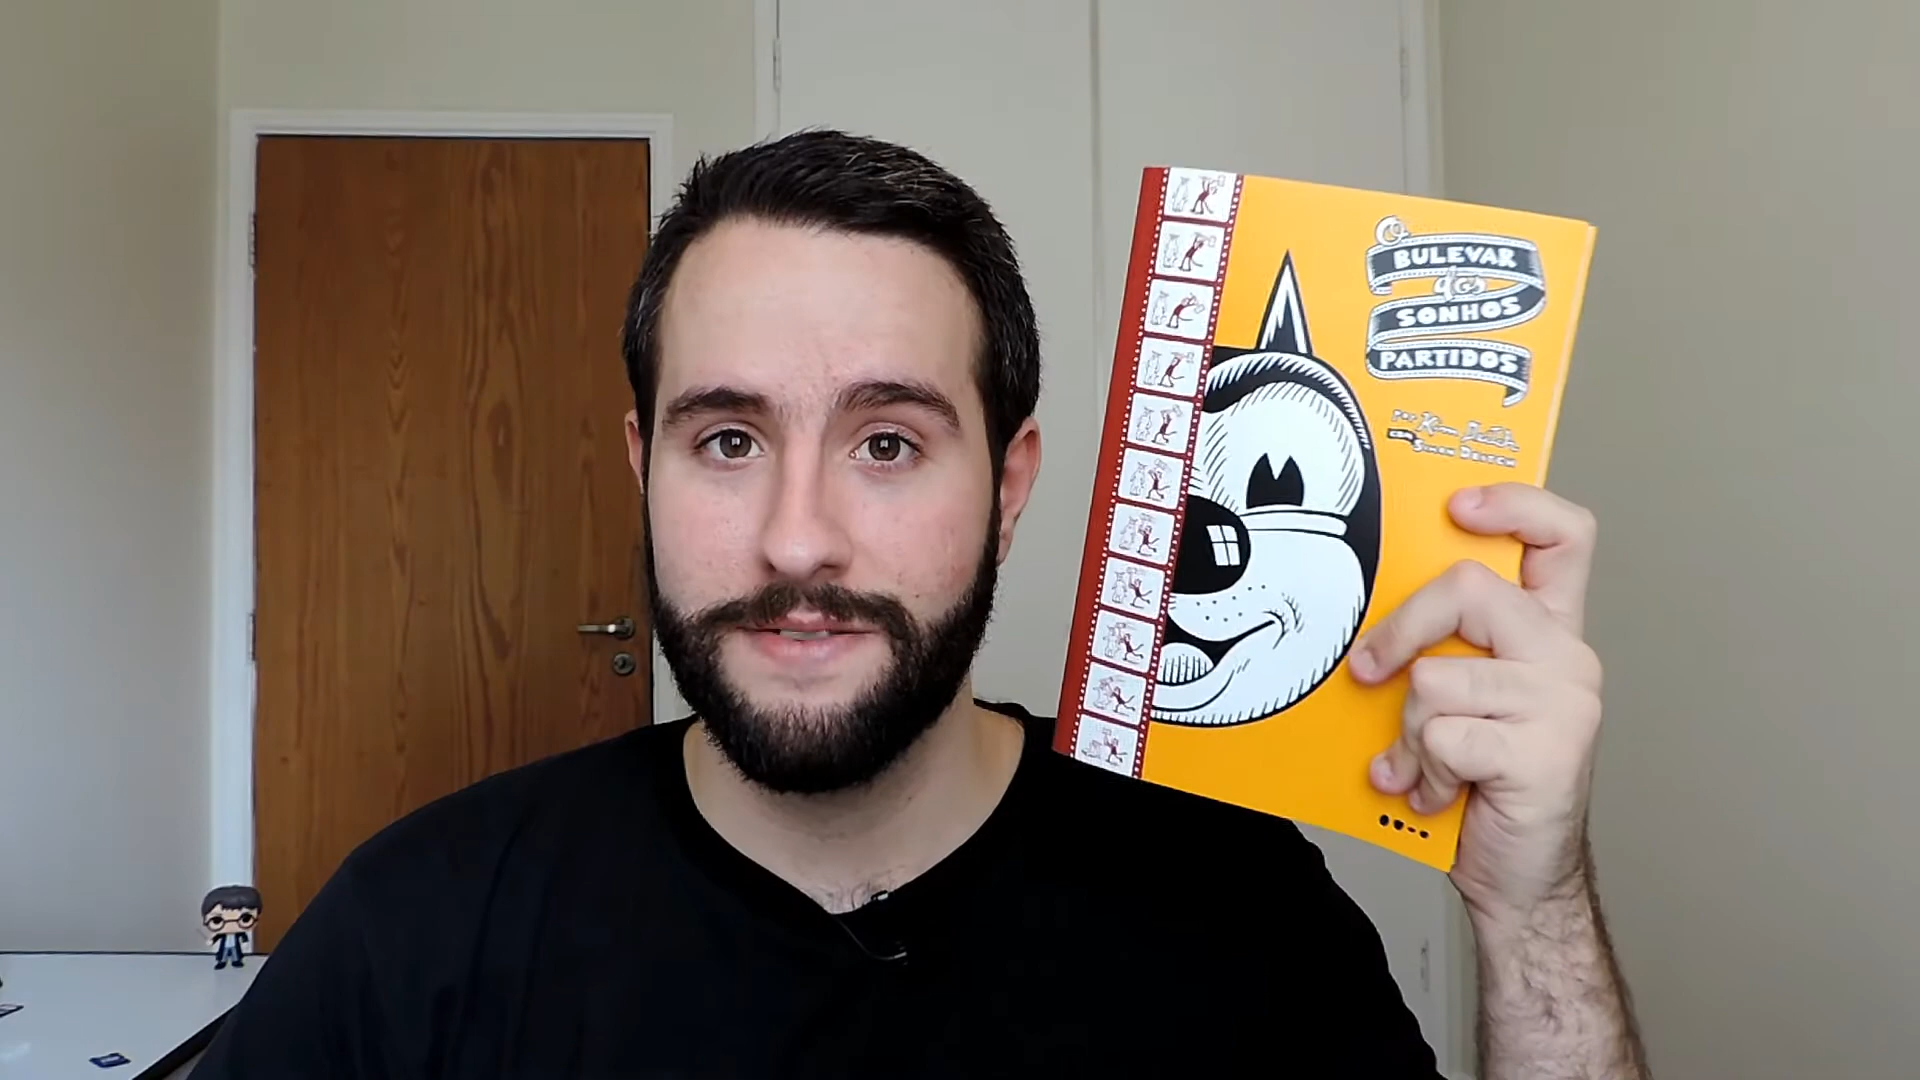 O
BULEVAR
dos
SONHOS
PARTIDOS
por Kim Deitch
com Simon Deitch